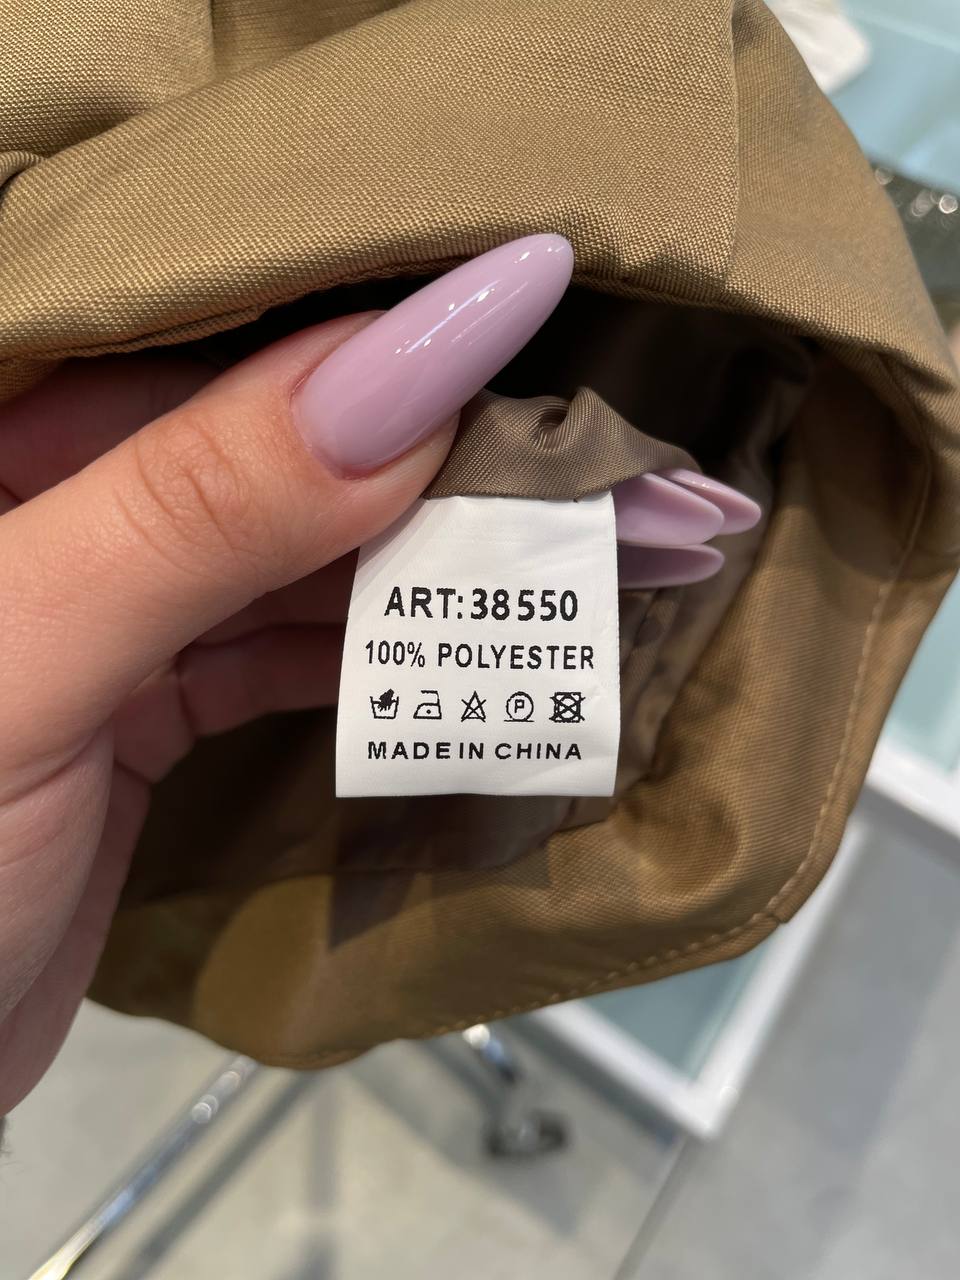 ART:38550
100% POLYESTER
P
MADE IN CHINA